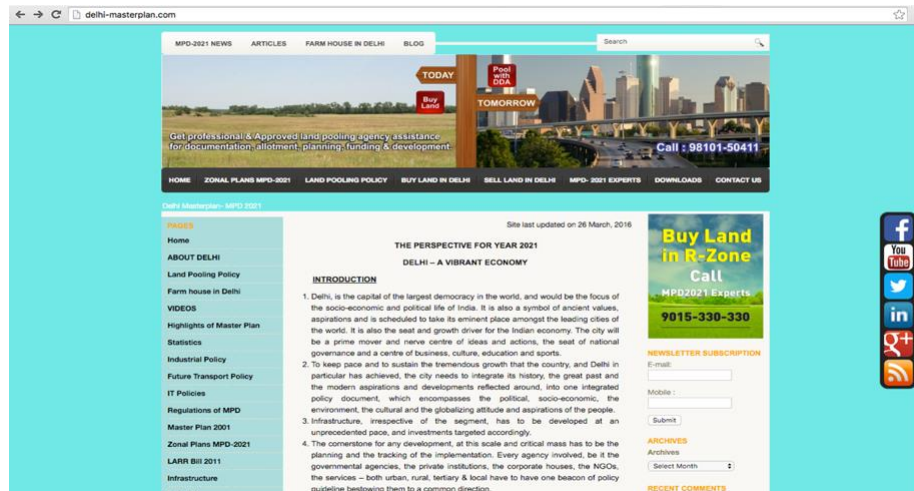 delhi-masterplan.com
MPD-2021 NEWS ARTICLES FARM HOUSE IN DELHI BLOG
Search
TODAY
Pool
with
DDA
Buy
Land
TOMORROW
Get professional & Approved land pooling agency assistance
for documentation, allotment, planning, funding & development
Call : 98101-50411
HOME ZONAL PLANS MPD-2021 LAND POOLING POLICY BUY LAND IN DELHI SELL LAND IN DELHI MPD- 2021 EXPERTS DOWNLOADS CONTACT US
Delhi Masterplan- MPD 2021
PAGES
Home
ABOUT DELHI
Land Pooling Policy
Farm house in Delhi
VIDEOS
Highlights of Master Plan
Statistics
Industrial Policy
Future Transport Policy
IT Policies
Regulations of MPD
Master Plan 2001
Zonal Plans MPD-2021
LARR Bill 2011
Infrastructure
Site last updated on 26 March, 2016
THE PERSPECTIVE FOR YEAR 2021
DELHI – A VIBRANT ECONOMY
INTRODUCTION
1. Delhi, is the capital of the largest democracy in the world, and would be the focus of
the socio-economic and political life of India. It is also a symbol of ancient values,
aspirations and is scheduled to take its eminent place amongst the leading cities of
the world. It is also the seat and growth driver for the Indian economy. The city will
be a prime mover and nerve centre of ideas and actions, the seat of national
governance and a centre of business, culture, education and sports.
2. To keep pace and to sustain the tremendous growth that the country, and Delhi in
particular has achieved, the city needs to integrate its history, the great past and
the modern aspirations and developments reflected around, into one integrated
policy document, which encompasses the political, socio-economic, the
environment, the cultural and the globalizing attitude and aspirations of the people.
3. Infrastructure, irrespective of the segment, has to be developed at an
unprecedented pace, and investments targeted accordingly.
4. The cornerstone for any development, at this scale and critical mass has to be the
planning and the tracking of the implementation. Every agency involved, be it the
governmental agencies, the private institutions, the corporate houses, the NGOs,
the services – both urban, rural, tertiary & local have to have one beacon of policy
guideline bestowing them to a common direction.
Buy Land
in R-Zone
Call
MPD2021 Experts
9015-330-330
NEWSLETTER SUBSCRIPTION
E-mail:
Mobile :
Submit
ARCHIVES
Archives
Select Month
RECENT COMMENTS
f
You
Tube
in
g+